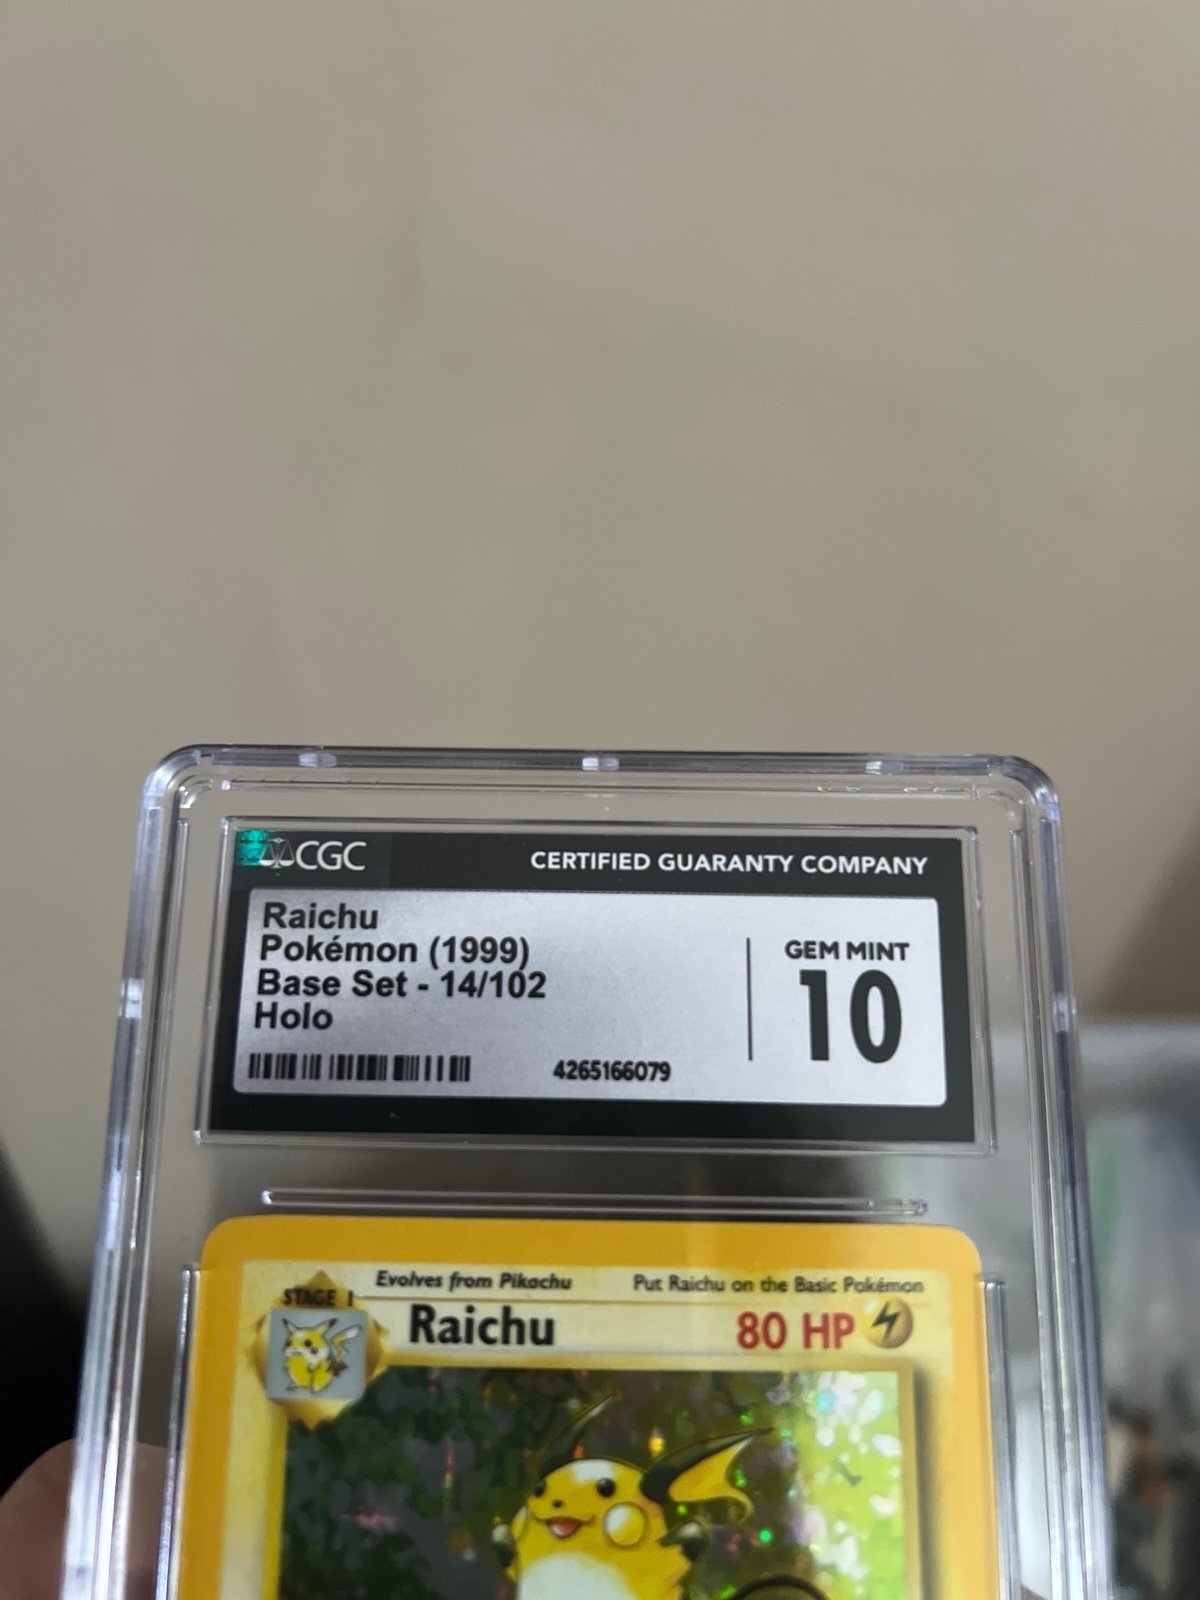 CGC
CERTIFIED GUARANTY COMPANY
Raichu
Pokémon (1999)
Base Set - 14/102
Holo
4265166079
GEM MINT
10
Evolves from Pikachu
Put Raichu on the Basic Pokémon
STAGE 1
Raichu
80 HP